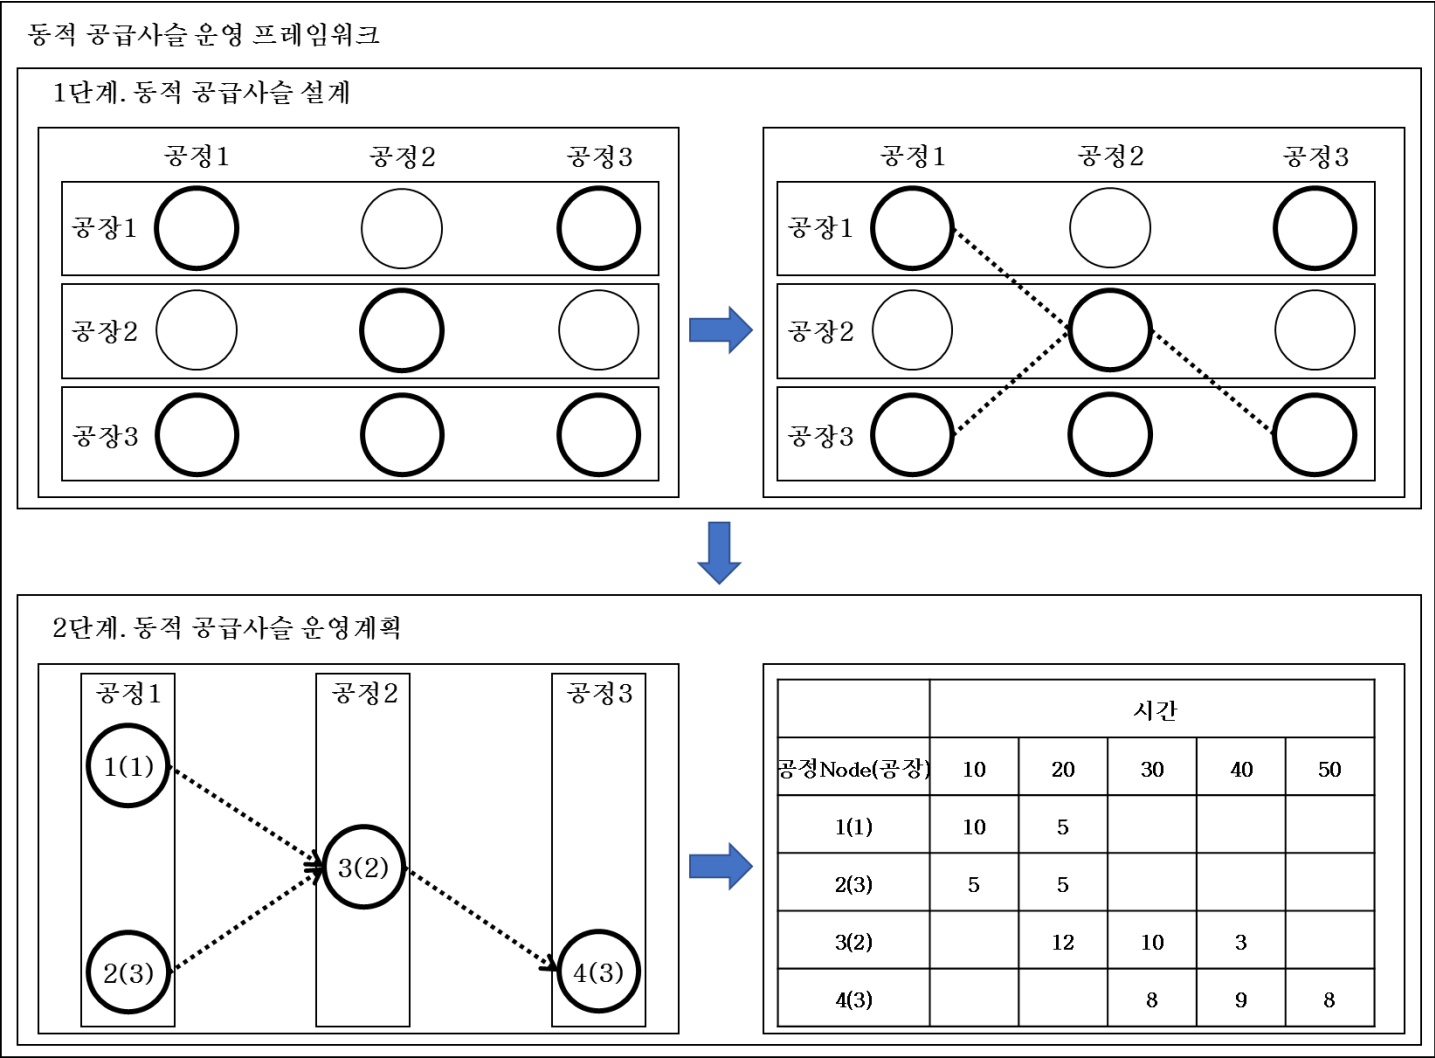 동적 공급사슬 운영 프레임워크
1단계. 동적 공급사슬 설계
공정1 공정2 공정3
공장1
공장2
공장3
공정1 공정2 공정3
공장1
공장2
공장3
2단계. 동적 공급사슬 운영계획
공정1 공정2 공정3
1(1)
3(2)
2(3) 4(3)
시간
공정Node(공장) 10 20 30 40 50
1(1) 10 5
2(3) 5 5
3(2) 12 10 3
4(3) 8 9 8